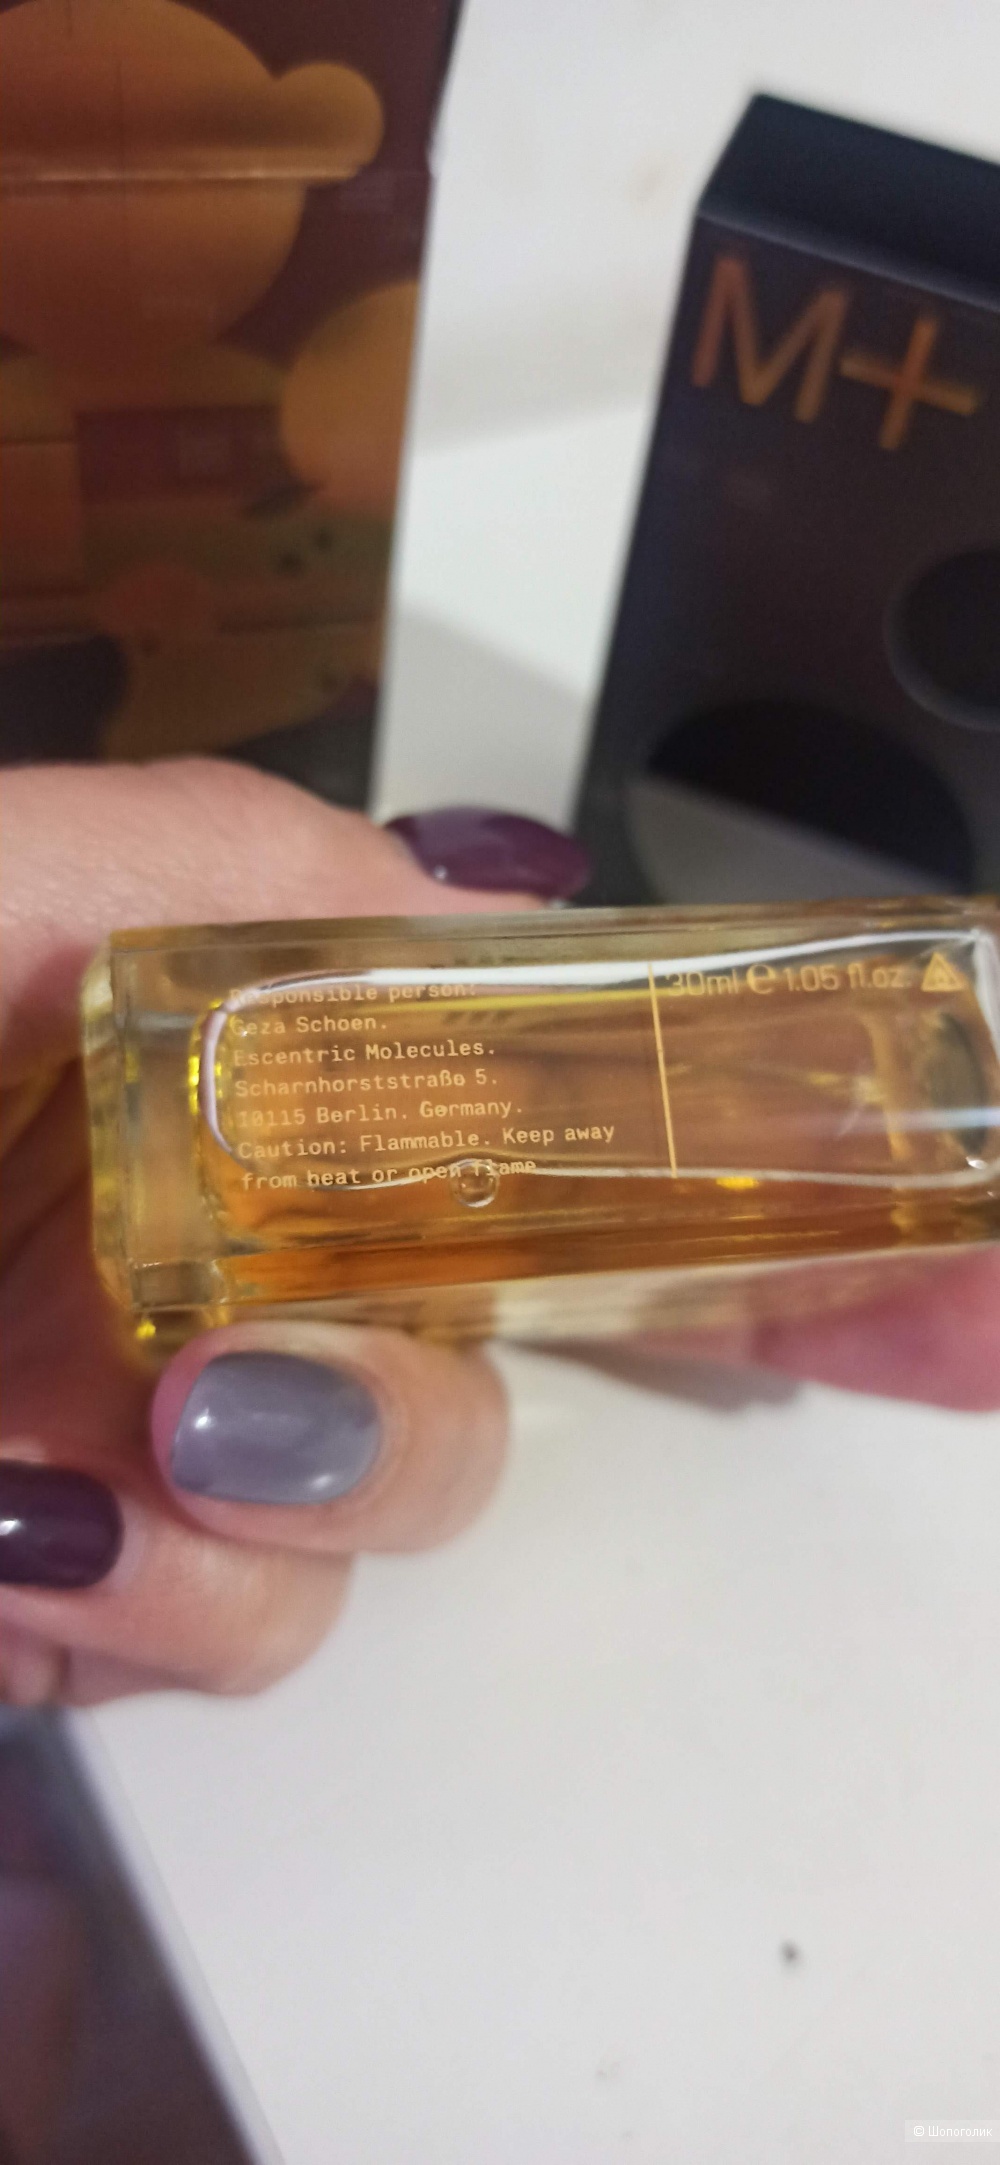 M+
Responsible person:
Geza Schoen.
Escentric Molecules.
Scharnhorststraße 5.
10115 Berlin. Germany.
Caution: Flammable. Keep away
from heat or open flame
30ml ℮ 1.05 fl.oz.
© Шопоголик